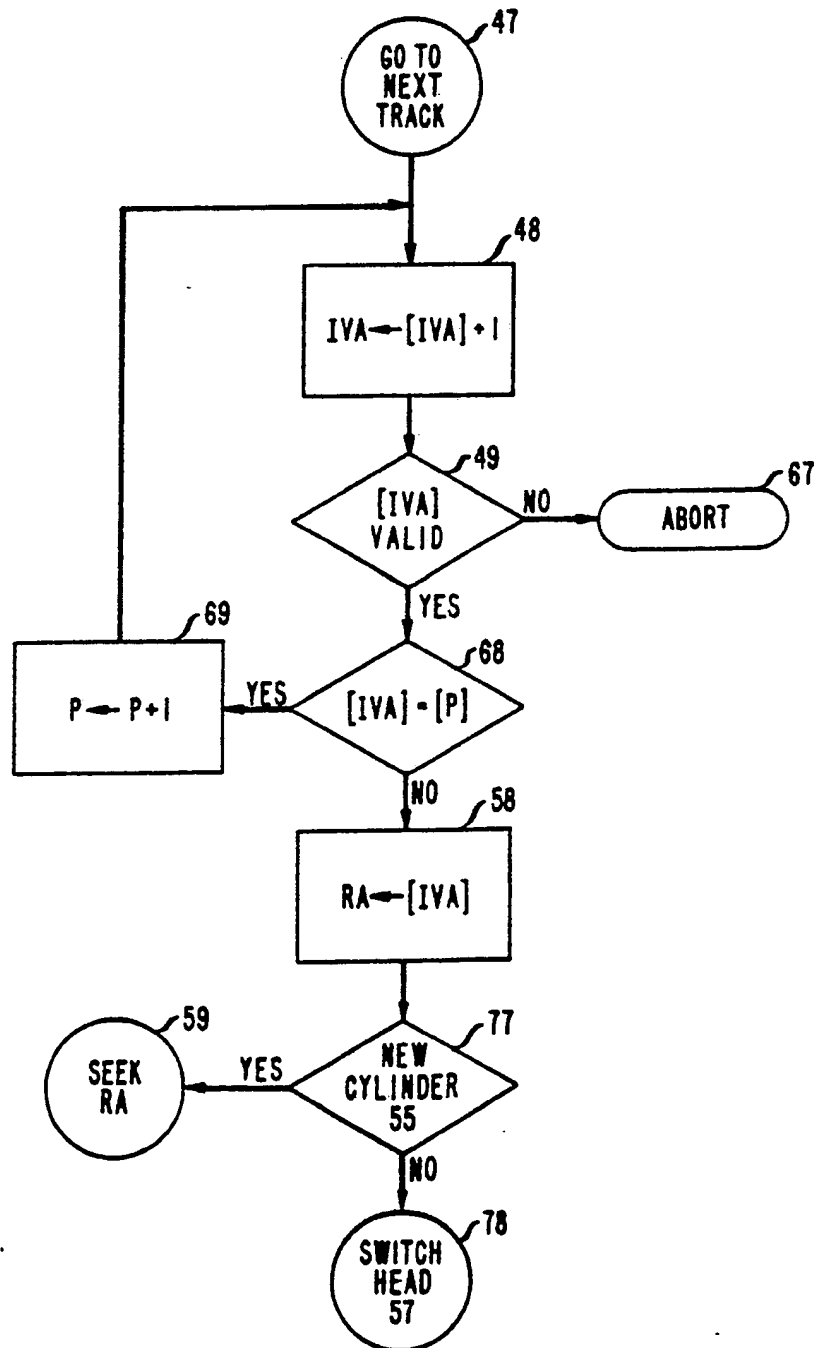 47
GO TO
NEXT
TRACK
48
IVA←[IVA]+1
49
[IVA]
VALID
NO
67
ABORT
YES
69
P← P+1
YES
68
[IVA]=[P]
NO
58
RA←[IVA]
59
SEEK
RA
YES
77
NEW
CYLINDER
55
NO
78
SWITCH
HEAD
57